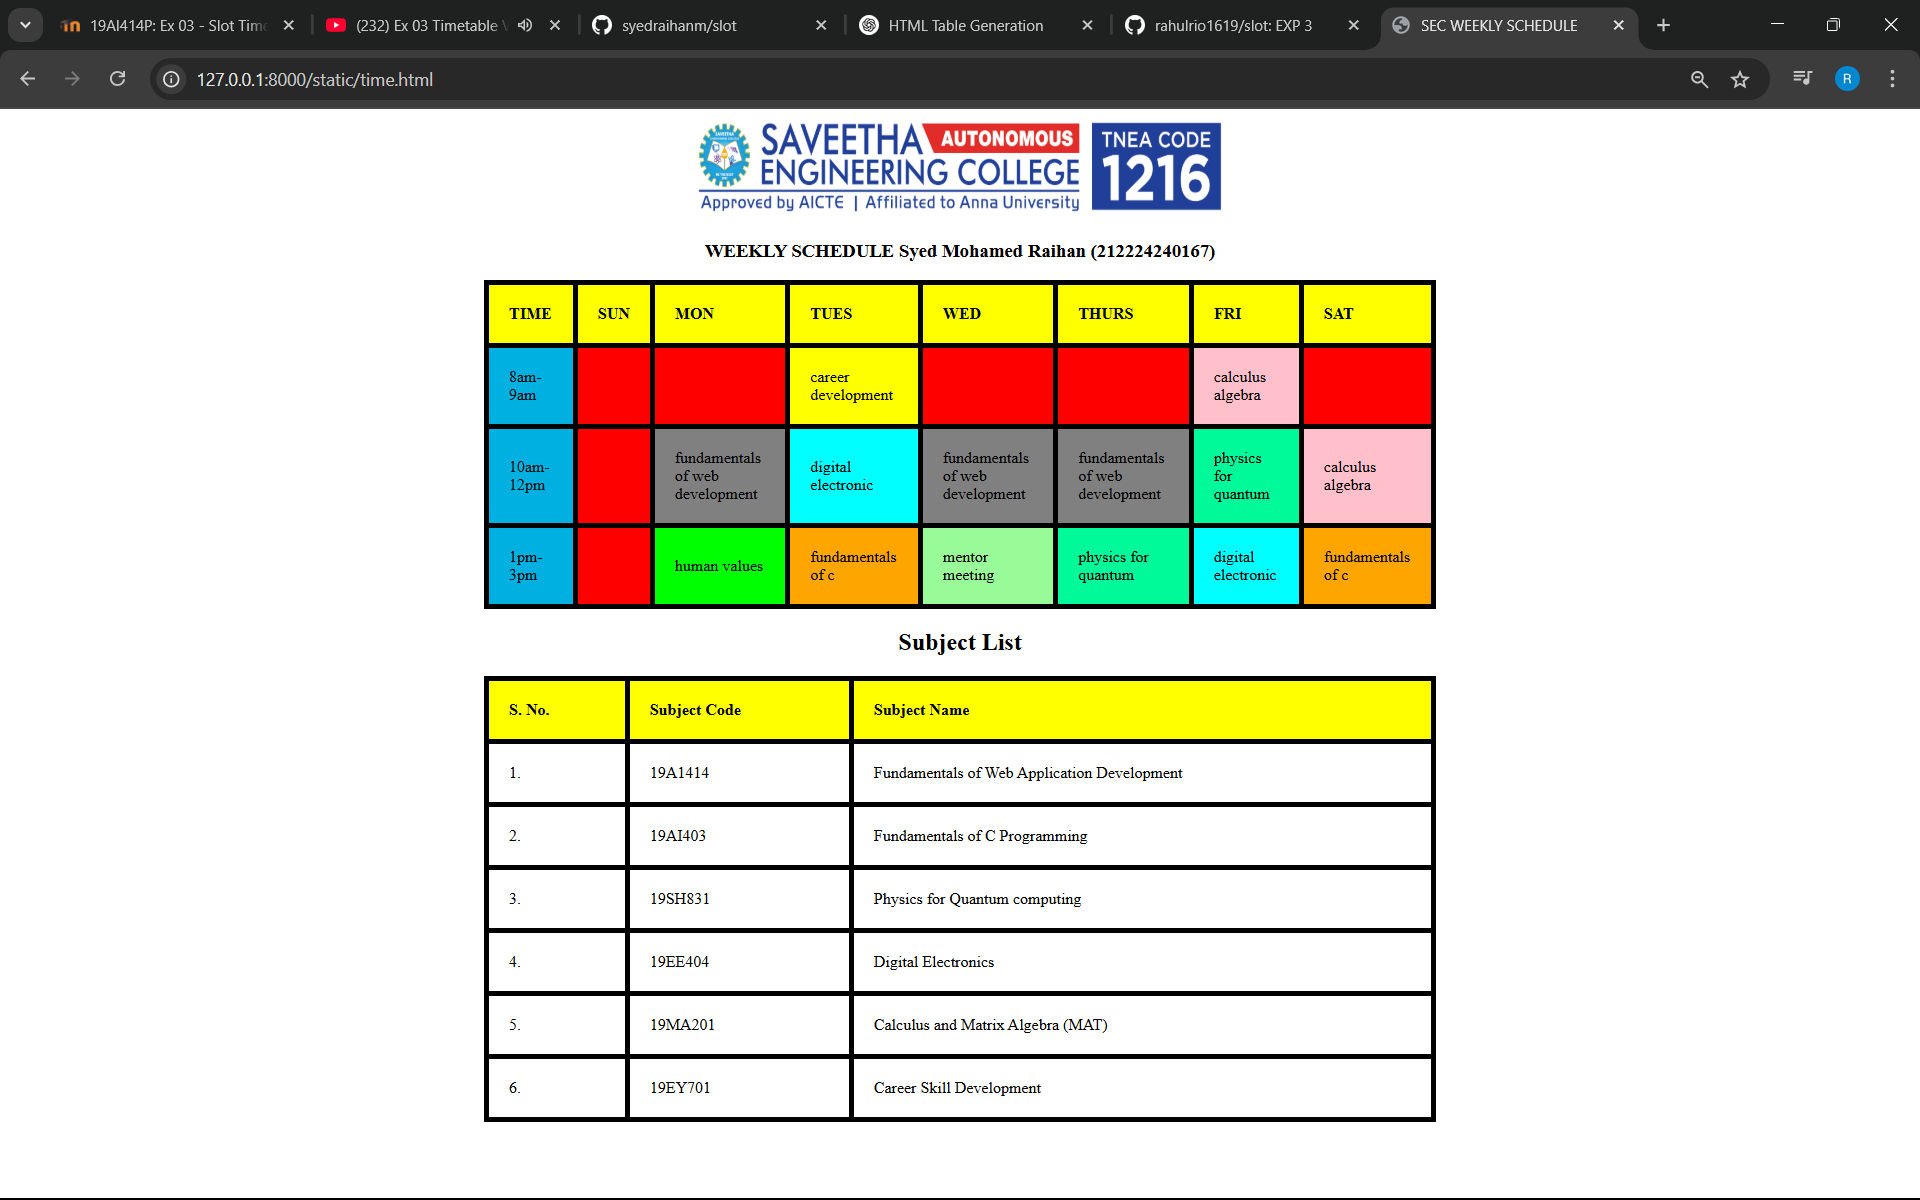 19AI414P: Ex 03 - Slot Time
(232) Ex 03 Timetable
syedraihanm/slot
HTML Table Generation
rahulrio1619/slot: EXP 3
SEC WEEKLY SCHEDULE
127.0.0.1:8000/static/time.html
R
SAVEETHA AUTONOMOUS
ENGINEERING COLLEGE
Approved by AICTE | Affiliated to Anna University
TNEA CODE
1216
WEEKLY SCHEDULE Syed Mohamed Raihan (212224240167)
TIME SUN MON TUES WED THURS FRI SAT
8am-
9am
career
development
calculus
algebra
10am-
12pm
fundamentals
of web
development
digital
electronic
fundamentals
of web
development
fundamentals
of web
development
physics
for
quantum
calculus
algebra
1pm-
3pm
human values
fundamentals
of c
mentor
meeting
physics for
quantum
digital
electronic
fundamentals
of c
Subject List
S. No. Subject Code Subject Name
1. 19A1414 Fundamentals of Web Application Development
2. 19AI403 Fundamentals of C Programming
3. 19SH831 Physics for Quantum computing
4. 19EE404 Digital Electronics
5. 19MA201 Calculus and Matrix Algebra (MAT)
6. 19EY701 Career Skill Development